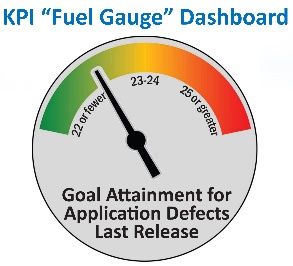 KPI “Fuel Gauge” Dashboard
22 or fewer
23-24
25 or greater
Goal Attainment for
Application Defects
Last Release